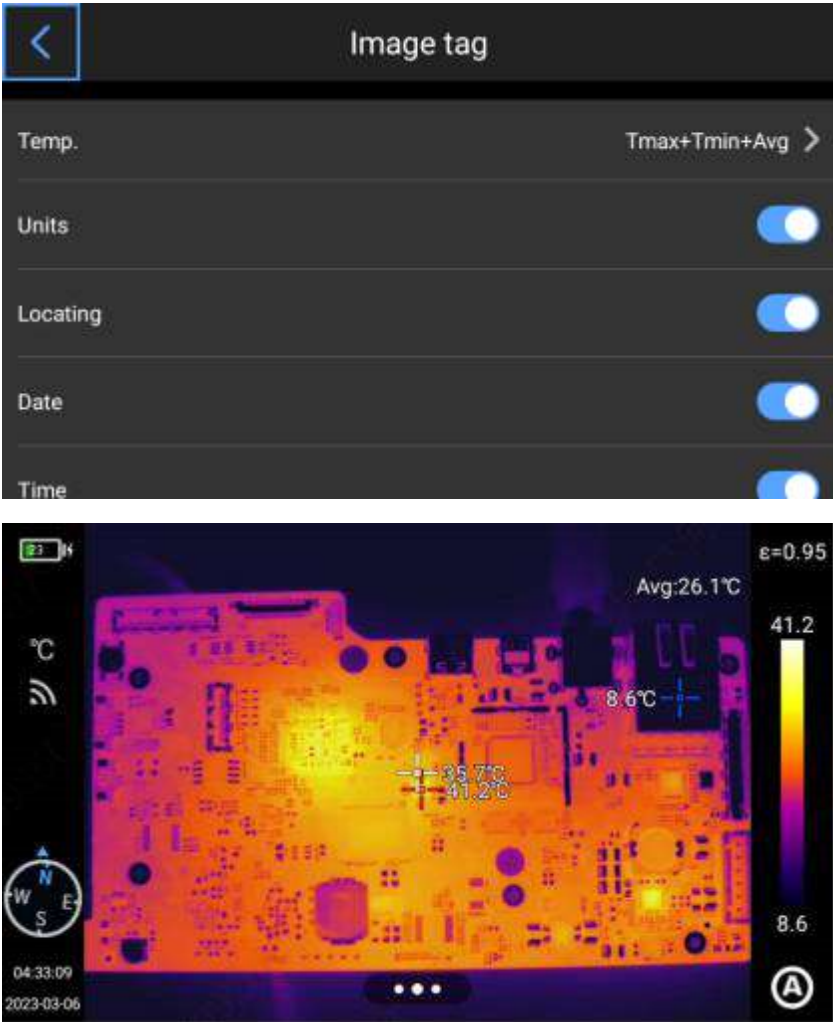 Image tag
Temp.
Tmax+Tmin+Avg
Units
Locating
Date
Time
23
ε=0.95
Avg:26.1℃
41.2
℃
8.6℃
35.7℃
41.2℃
N
W
E
S
8.6
04:33:09
2023-03-06
A